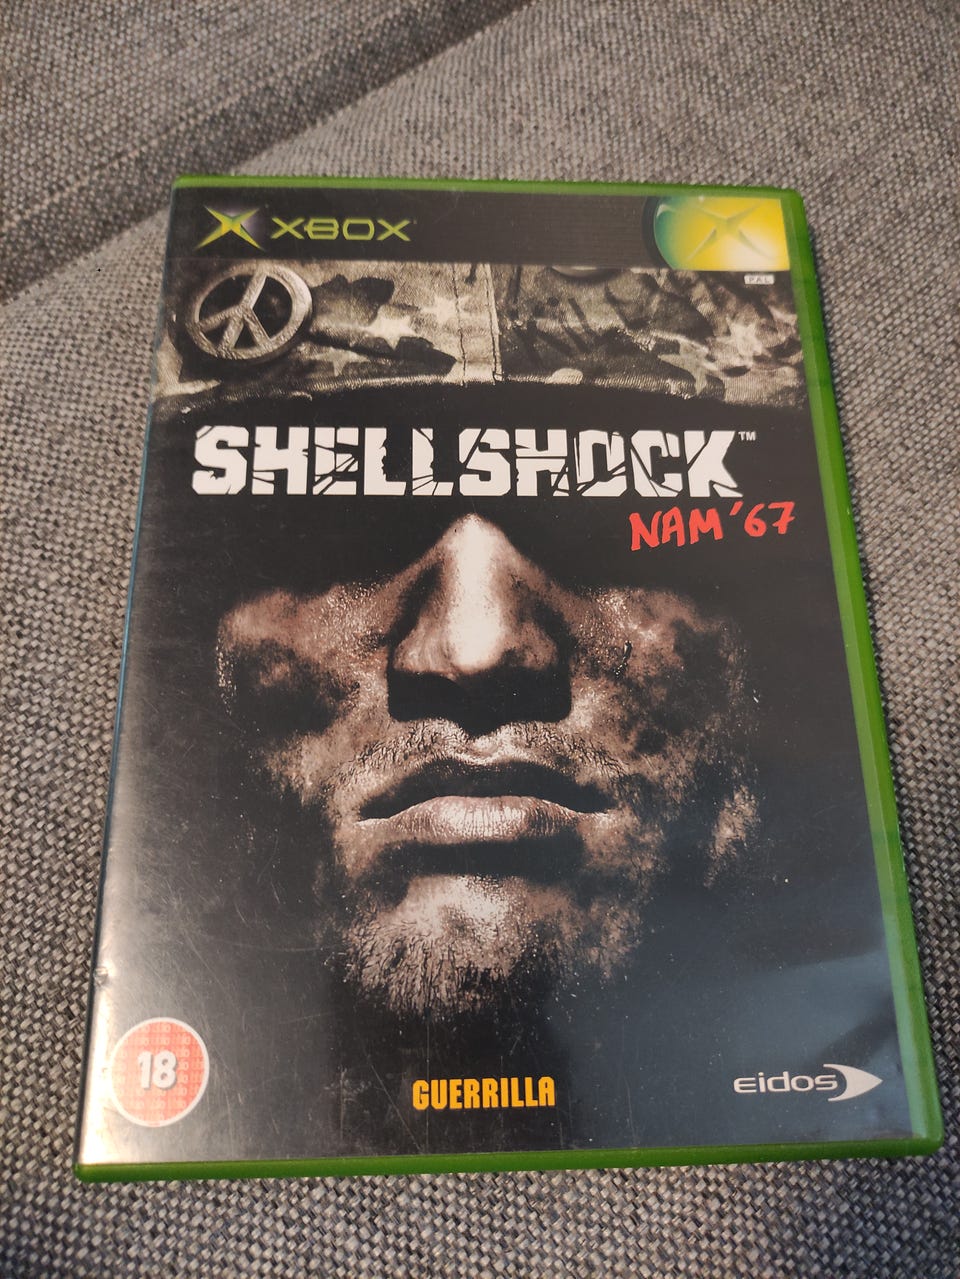 XBOX
PAL
SHELLSHOCK™
NAM '67
18
GUERRILLA
eidos